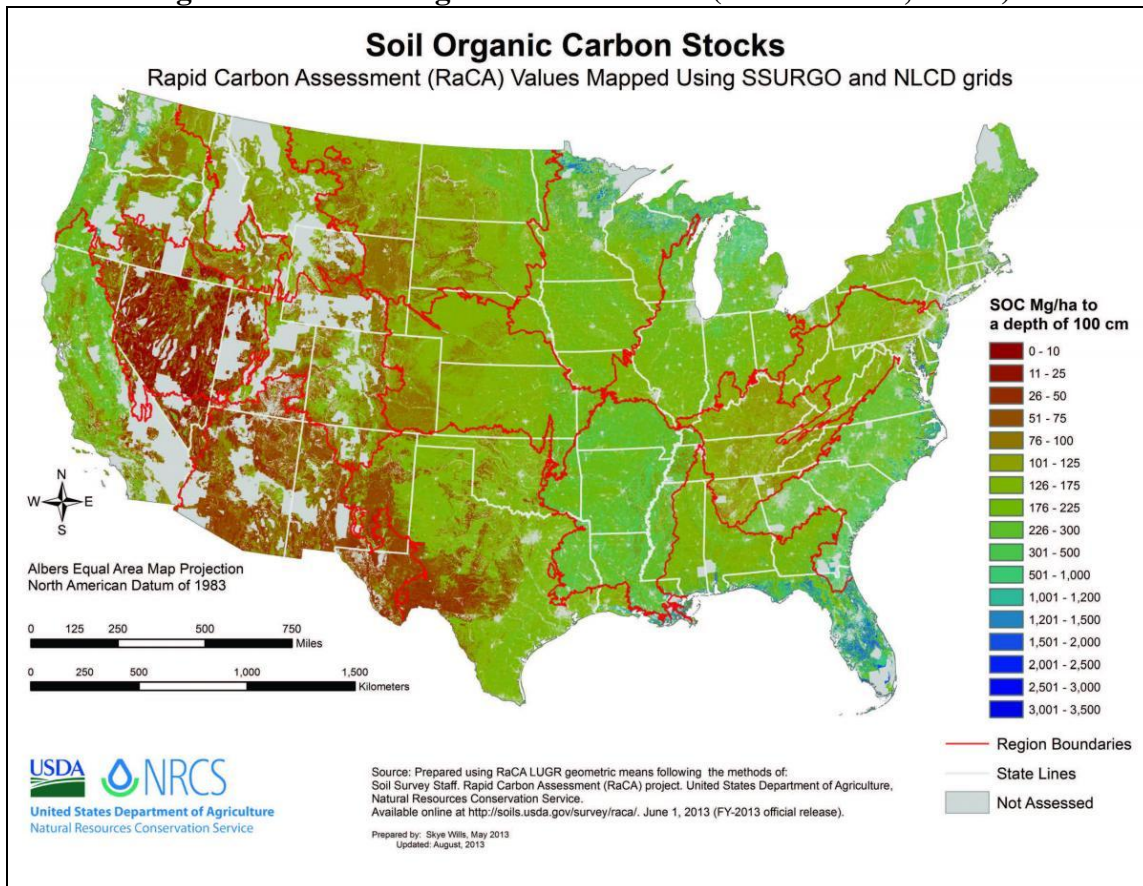 Soil Organic Carbon Stocks
Rapid Carbon Assessment (RaCA) Values Mapped Using SSURGO and NLCD grids
SOC Mg/ha to
a depth of 100 cm
0 - 10
11 - 25
26 - 50
51 - 75
76 - 100
101 - 125
126 - 175
176 - 225
226 - 300
301 - 500
501 - 1,000
1,001 - 1,200
1,201 - 1,500
1,501 - 2,000
2,001 - 2,500
2,501 - 3,000
3,001 - 3,500
Region Boundaries
State Lines
Not Assessed
N
W E
S
Albers Equal Area Map Projection
North American Datum of 1983
0 125 250 500 750
Miles
0 250 500 1,000 1,500
Kilometers
USDA NRCS
United States Department of Agriculture
Natural Resources Conservation Service
Source: Prepared using RaCA LUGR geometric means following the methods of:
Soil Survey Staff. Rapid Carbon Assessment (RaCA) project. United States Department of Agriculture,
Natural Resources Conservation Service.
Available online at http://soils.usda.gov/survey/raca/. June 1, 2013 (FY-2013 official release).
Prepared by: Skye Wills, May 2013
Updated: August, 2013